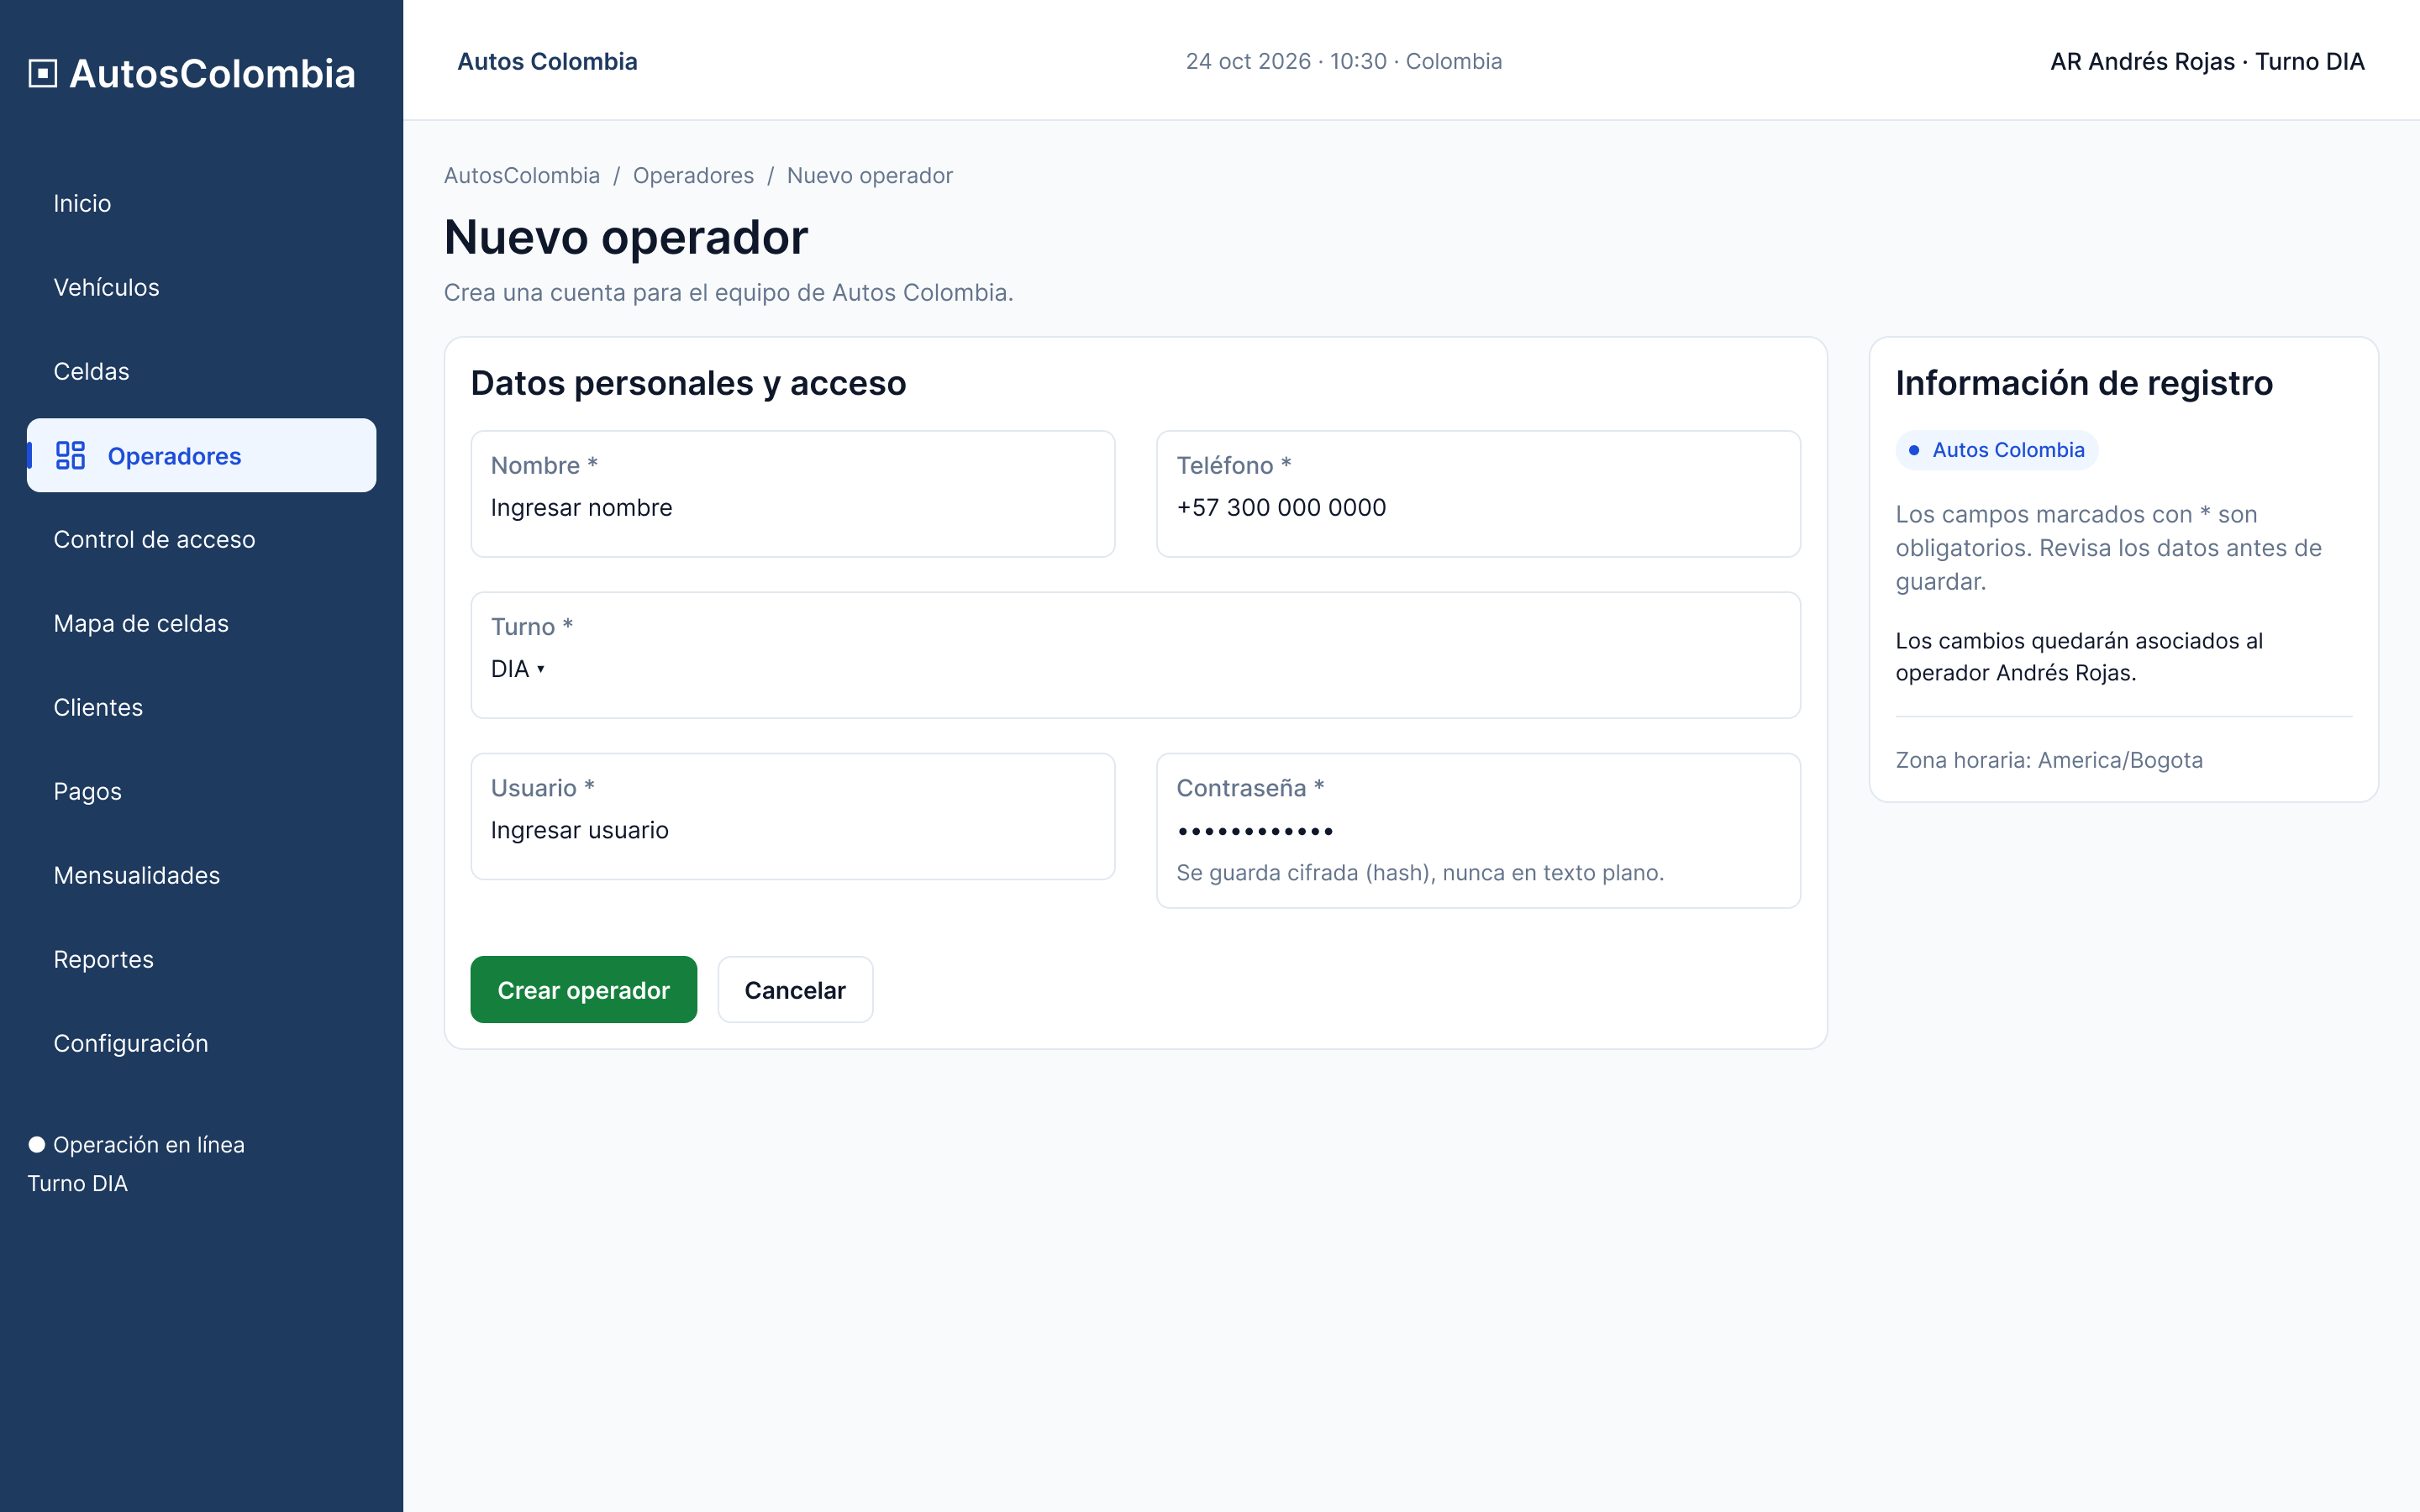 AutosColombia
Inicio
Vehículos
Celdas
Operadores
Control de acceso
Mapa de celdas
Clientes
Pagos
Mensualidades
Reportes
Configuración
Operación en línea
Turno DIA
Autos Colombia
24 oct 2026 · 10:30 · Colombia
AR Andrés Rojas · Turno DIA
AutosColombia / Operadores / Nuevo operador
Nuevo operador
Crea una cuenta para el equipo de Autos Colombia.
Datos personales y acceso
Nombre *
Ingresar nombre
Teléfono *
+57 300 000 0000
Turno *
DIA ▾
Usuario *
Ingresar usuario
Contraseña *
••••••••••••
Se guarda cifrada (hash), nunca en texto plano.
Crear operador
Cancelar
Información de registro
Autos Colombia
Los campos marcados con * son
obligatorios. Revisa los datos antes de
guardar.
Los cambios quedarán asociados al
operador Andrés Rojas.
Zona horaria: America/Bogota